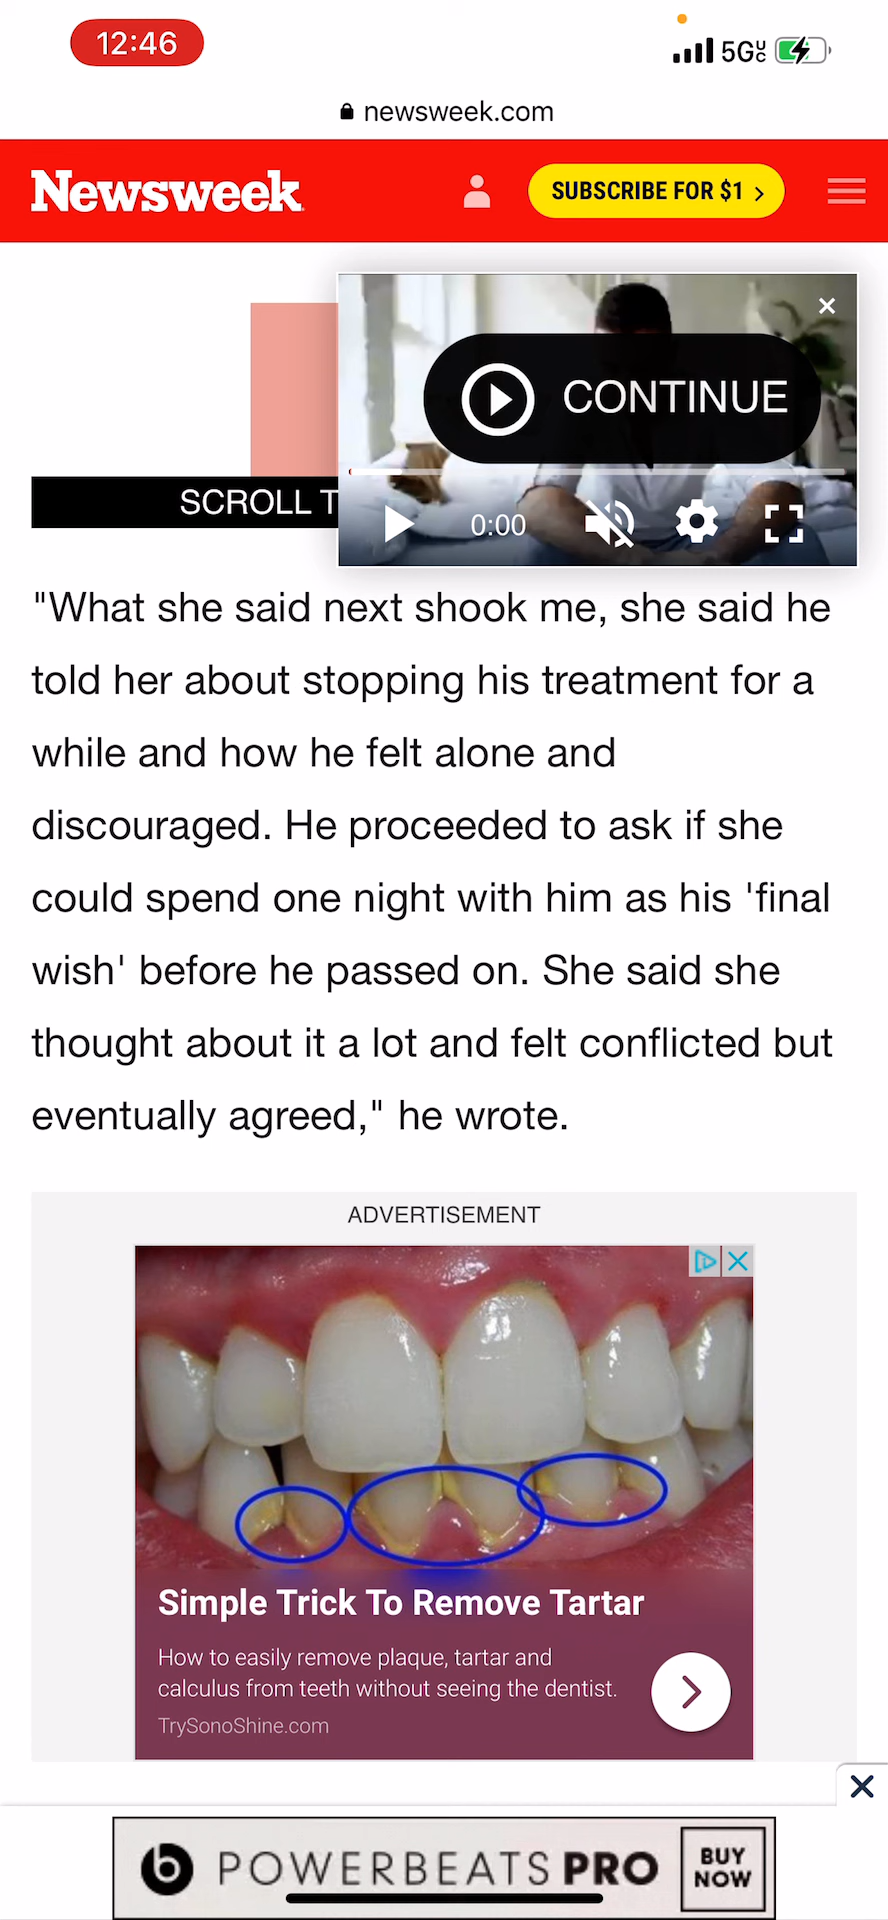 12:46
5G UC
newsweek.com
Newsweek
SUBSCRIBE FOR $1 >
CONTINUE
0:00
SCROLL T
"What she said next shook me, she said he
told her about stopping his treatment for a
while and how he felt alone and
discouraged. He proceeded to ask if she
could spend one night with him as his 'final
wish' before he passed on. She said she
thought about it a lot and felt conflicted but
eventually agreed," he wrote.
ADVERTISEMENT
Simple Trick To Remove Tartar
How to easily remove plaque, tartar and
calculus from teeth without seeing the dentist.
TrySonoShine.com
b POWERBEATS PRO
BUY
NOW